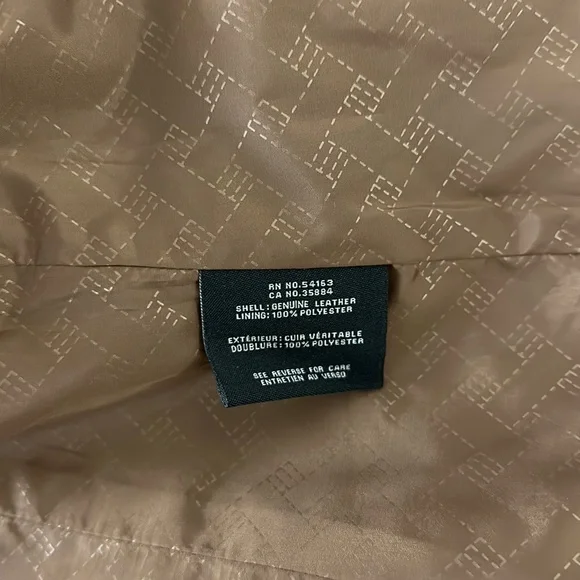 RN NO.54163
CA NO.35884
SHELL: GENUINE LEATHER
LINING: 100% POLYESTER
EXTÉRIEUR: CUIR VÉRITABLE
DOUBLURE: 100% POLYESTER
SEE REVERSE FOR CARE
ENTRETIEN AU VERSO